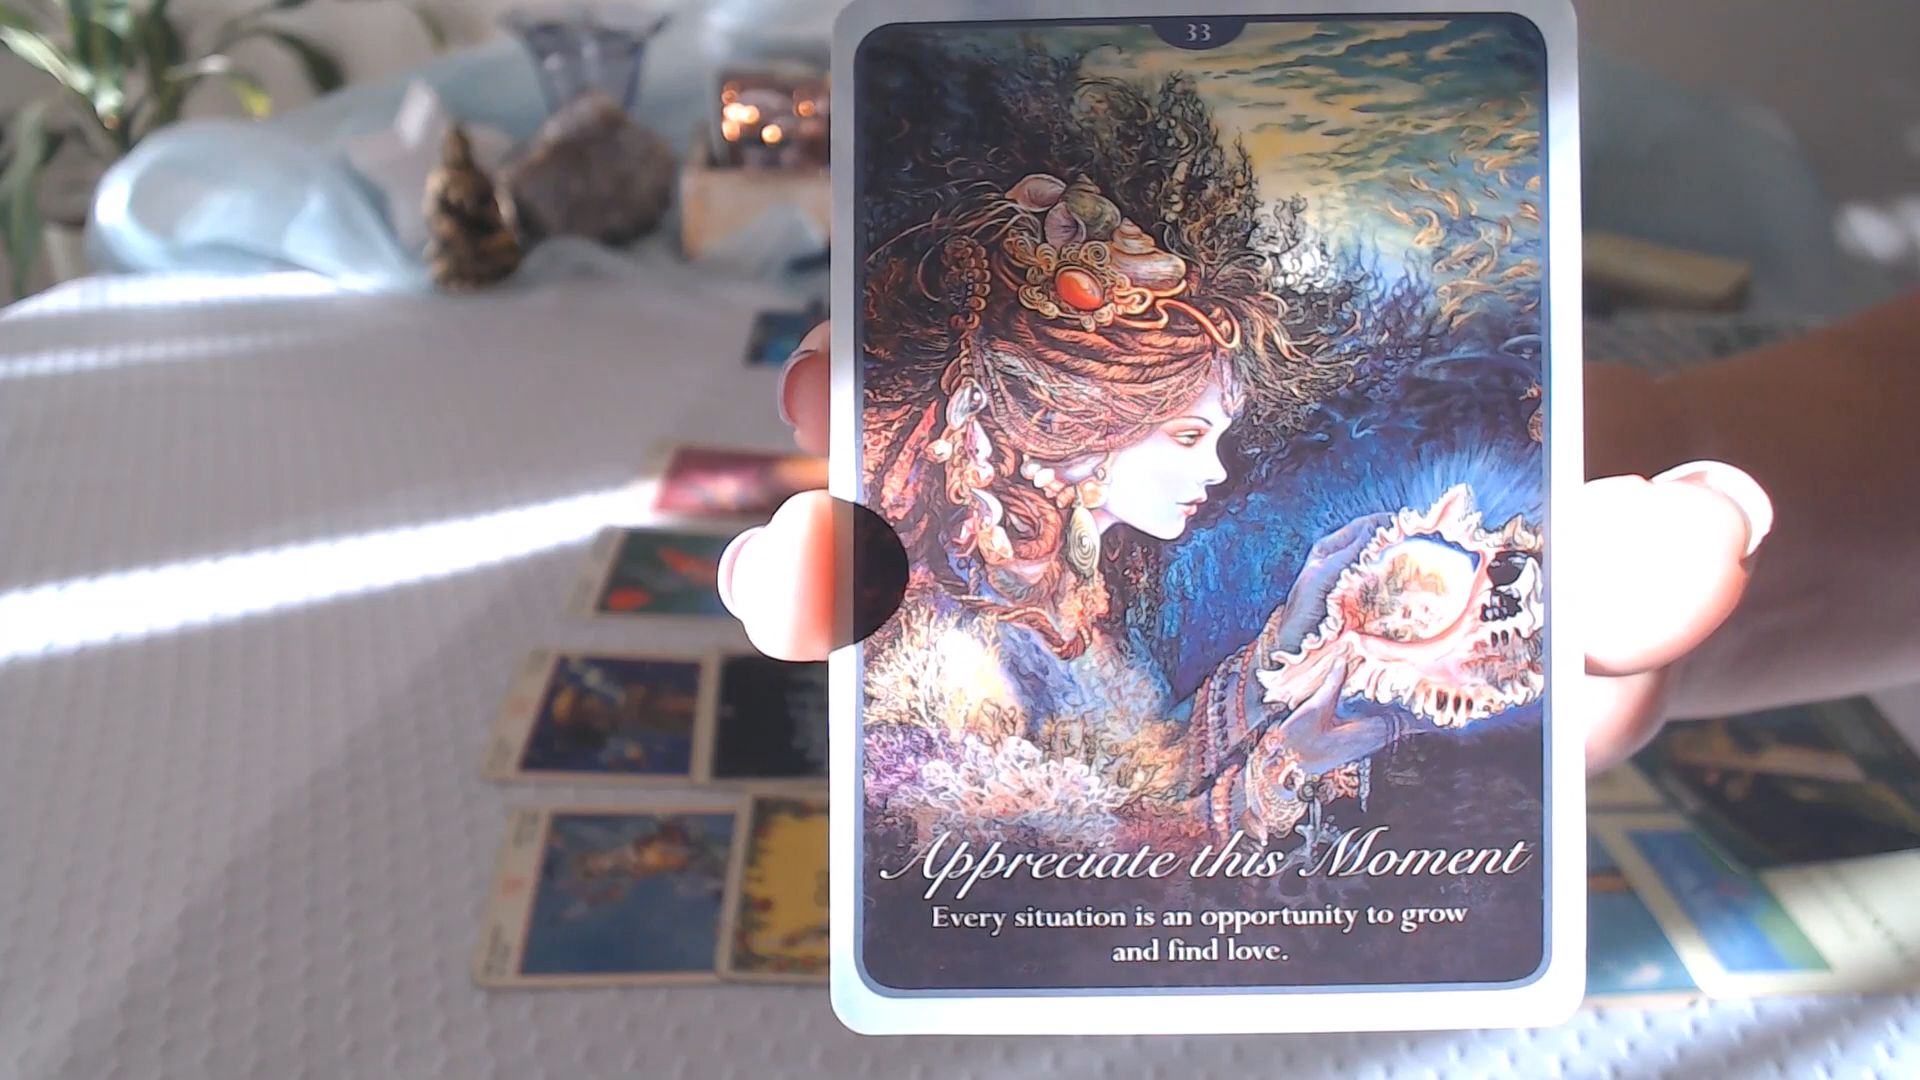 33
Appreciate this Moment
Every situation is an opportunity to grow
and find love.